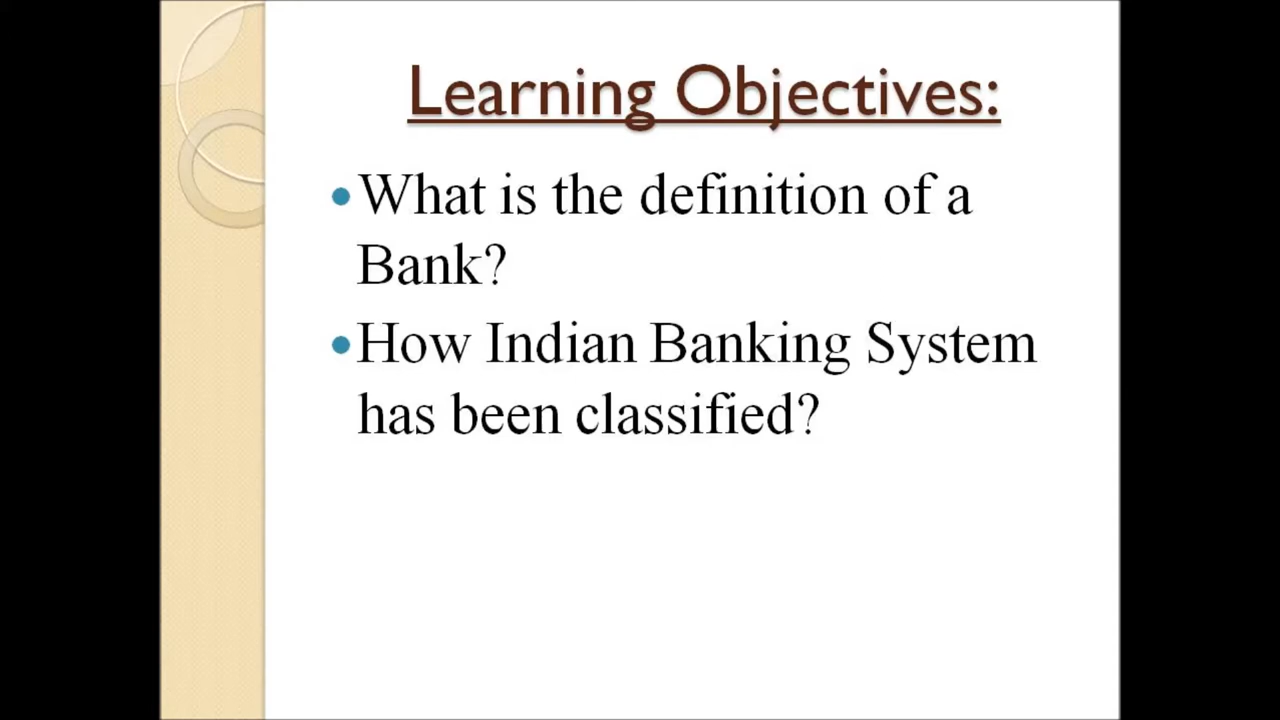 Learning Objectives:
What is the definition of a
Bank?
How Indian Banking System
has been classified?